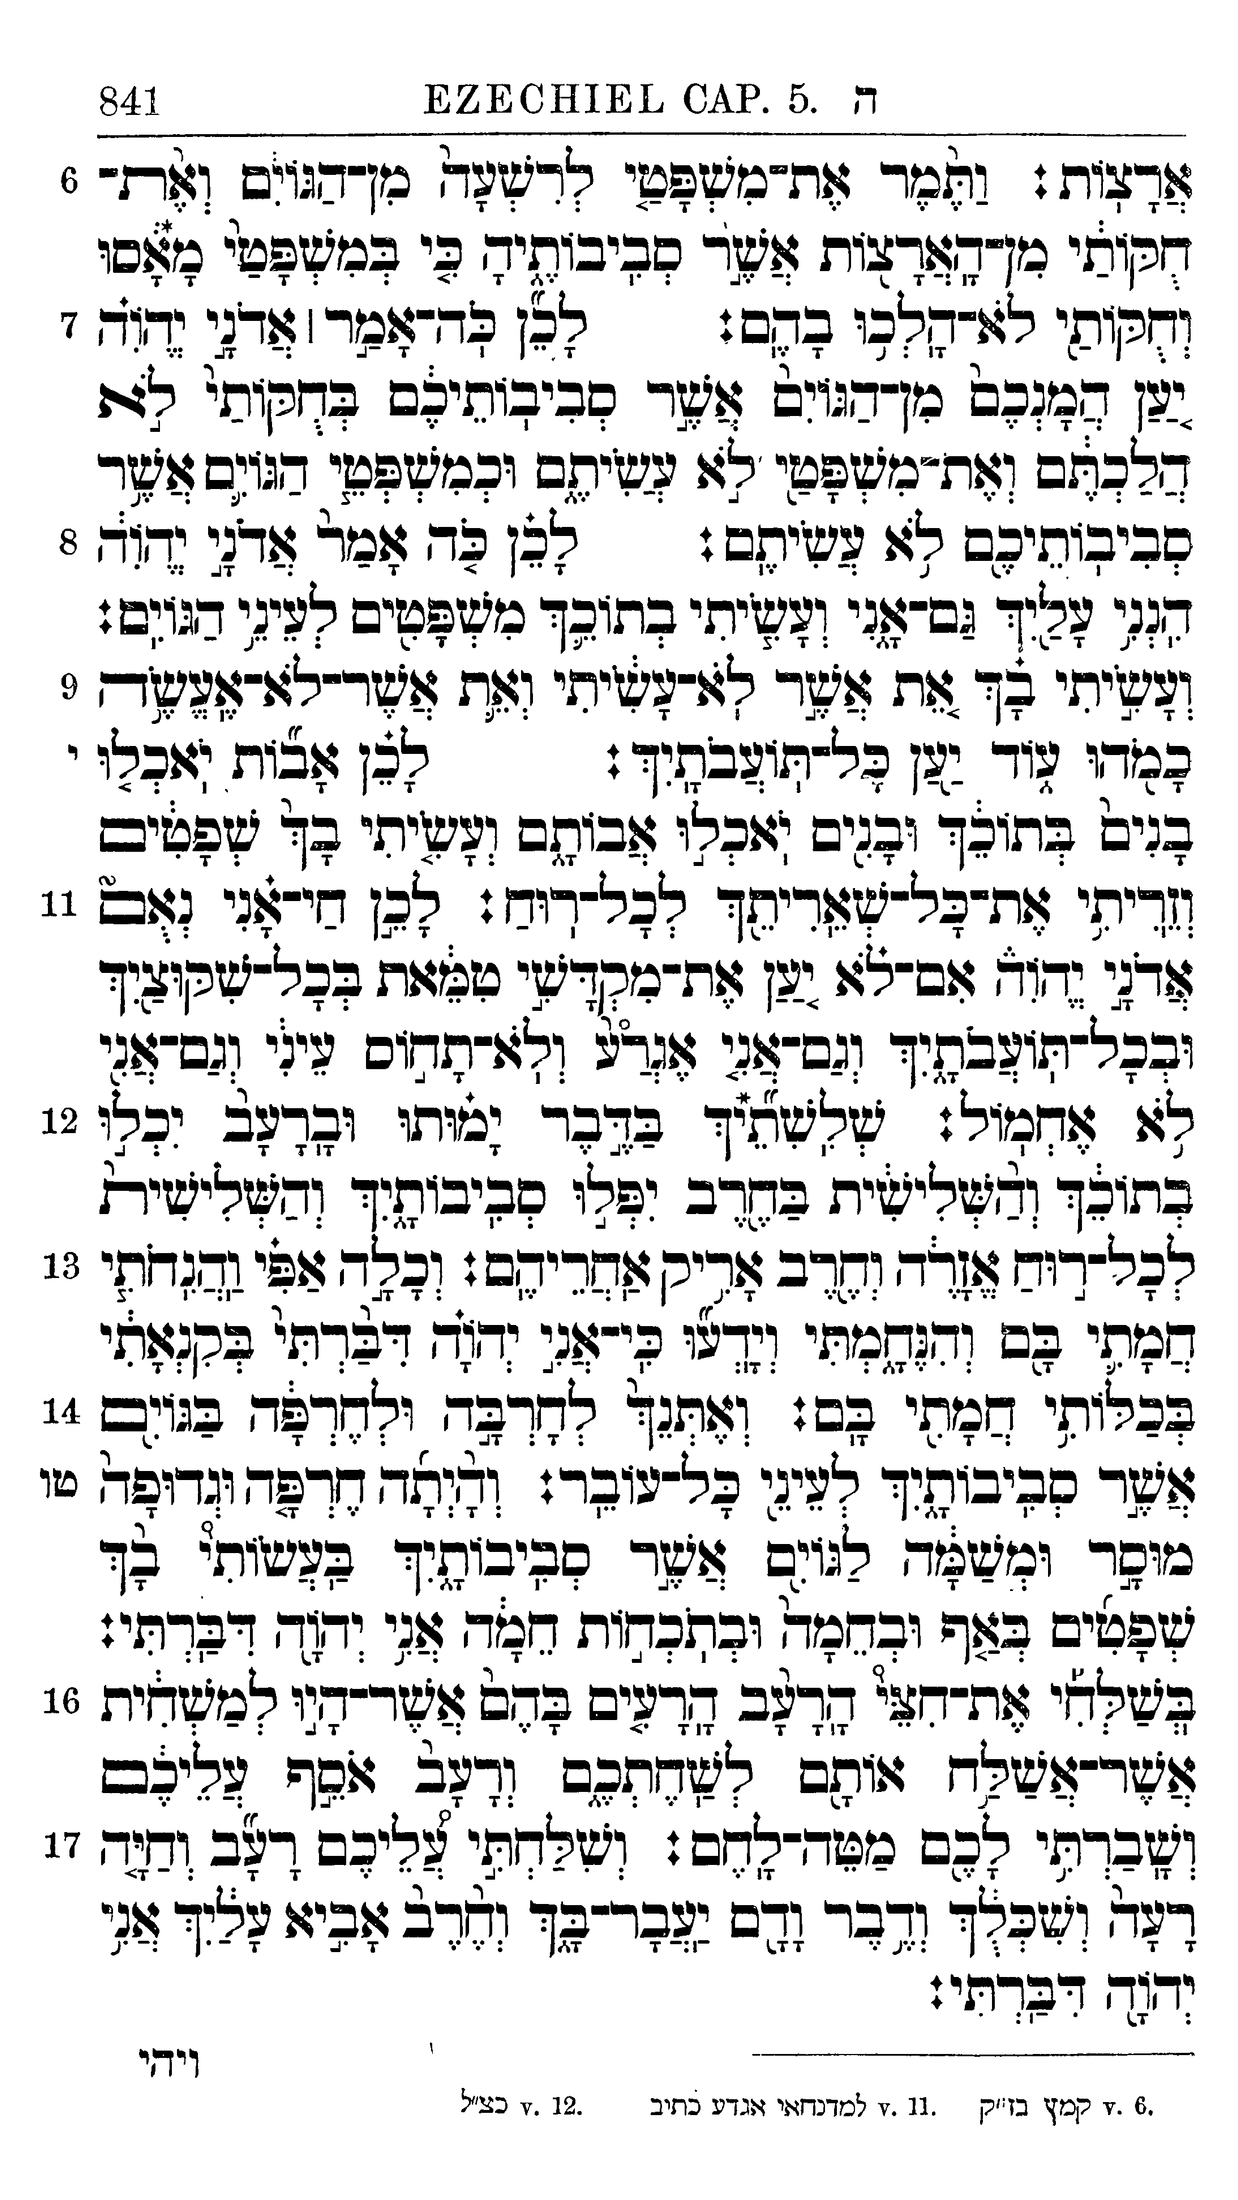 841 EZECHIEL CAP. 5. ה
אֲרָצֽוֹת׃ וַתֶּ֨מֶר אֶת־מִשְׁפָּטַ֤י לְרִשְׁעָה֙ מִן־הַגּוֹיִ֔ם וְאֶ֨ת־ 6
חֻקּוֹתַ֔י מִן־הָֽאֲרָצ֖וֹת אֲשֶׁ֣ר סְבִֽיבוֹתֶ֑יהָ כִּ֤י בְמִשְׁפָּטַי֙ מָאָ֔סוּ
וְחֻקּוֹתַ֖י לֹא־הָֽלְכ֥וּ בָהֶֽם׃ לָכֵ֞ן כֹּֽה־אָמַ֣ר ׀ אֲדֹנָ֣י יֱהוִֹ֗ה 7
יַ֤עַן הֲמָנְכֶם֙ מִן־הַגּוֹיִם֙ אֲשֶׁ֣ר סְבִיבֽוֹתֵיכֶ֔ם בְּחֻקּוֹתַי֙ לֹ֣א
הֲלַכְתֶּ֔ם וְאֶת־מִשְׁפָּטַ֖י לֹ֣א עֲשִׂיתֶ֑ם וּֽכְמִשְׁפְּטֵ֧י הַגּוֹיִ֛ם אֲשֶׁ֥ר
סְבִיבֽוֹתֵיכֶ֖ם לֹ֥א עֲשִׂיתֶֽם׃ לָכֵ֗ן כֹּ֤ה אָמַר֙ אֲדֹנָ֣י יֱהוִֹ֔ה 8
הִֽנְנִ֥י עָלַ֖יִךְ גַּם־אָ֑נִי וְעָשִׂ֧יתִי בְתוֹכֵ֛ךְ מִשְׁפָּטִ֖ים לְעֵינֵ֥י הַגּוֹיִֽם׃
וְעָשִׂ֣יתִי בָ֗ךְ אֵ֤ת אֲשֶׁ֣ר לֹֽא־עָשִׂ֔יתִי וְאֵ֛ת אֲשֶׁר־לֹא־אֶֽעֱשֶׂ֥ה 9
כָמֹ֖הוּ ע֑וֹד יַ֖עַן כָּל־תּֽוֹעֲבֹתָֽיִךְ׃ לָכֵ֗ן אָב֞וֹת יֹֽאכְל֤וּ י
בָנִים֙ בְּתוֹכֵ֔ךְ וּבָנִ֖ים יֹֽאכְל֣וּ אֲבוֹתָ֑ם וְעָשִׂ֤יתִי בָךְ֙ שְׁפָטִ֔ים
וְזֵֽרִיתִ֥י אֶת־כָּל־שְׁאֵֽרִיתֵ֖ךְ לְכָל־רֽוּחַ׃ לָכֵ֣ן חַי־אָ֗נִי נְאֻם֮ 11
אֲדֹנָ֣י יֱהוִֹה֒ אִם־לֹ֗א יַ֤עַן אֶת־מִקְדָּשִׁ֣י טִמֵּ֔את בְּכָל־שִׁקּוּצַ֖יִךְ
וּבְכָל־תּֽוֹעֲבֹתָ֑יִךְ וְגַם־אֲנִ֤י אֶגְרַע֙ וְלֹֽא־תָח֣וֹס עֵינִ֔י וְגַם־אֲנִ֖י
לֹ֥א אֶחְמֽוֹל׃ שְׁלִֽשִׁתֵ֞יךְ בַּדֶּ֣בֶר יָמ֗וּתוּ וּבָֽרָעָב֙ יִכְל֣וּ 12
בְתוֹכֵ֔ךְ וְהַ֨שְּׁלִישִׁ֔ית בַּחֶ֖רֶב יִפְּל֣וּ סְבִֽיבוֹתָ֑יִךְ וְהַשְּׁלִישִׁית֙
לְכָל־ר֣וּחַ אֱזָרֶ֔ה וְחֶ֖רֶב אָרִ֥יק אַֽחֲרֵיהֶֽם׃ וְכָלָ֣ה אַפִּ֗י וַֽהֲנִֽחֹתִ֧י 13
חֲמָתִ֛י בָּ֖ם וְהִנֶּחָ֑מְתִּי וְיָֽדְע֞וּ כִּֽי־אֲנִ֣י יְהוָֹ֗ה דִּבַּ֨רְתִּי֙ בְּקִנְאָתִ֔י
בְּכַלּוֹתִ֥י חֲמָתִ֖י בָּֽם׃ וְאֶתְּנֵךְ֙ לְחָרְבָּ֣ה וּלְחֶרְפָּ֔ה בַּגּוֹיִ֖ם 14
אֲשֶׁ֣ר סְבִֽיבוֹתָ֑יִךְ לְעֵינֵ֖י כָּל־עוֹבֵֽר׃ וְהָֽיְתָ֨ה חֶרְפָּ֤ה וּגְדוּפָה֙ טו
מוּסָ֣ר וּמְשַׁמָּ֔ה לַגּוֹיִ֖ם אֲשֶׁ֣ר סְבִֽיבוֹתָ֑יִךְ בַּֽעֲשׂוֹתִי֩ בָ֨ךְ
שְׁפָטִ֜ים בְּאַ֤ף וּבְחֵמָה֙ וּבְתֹֽכְח֣וֹת חֵמָ֔ה אֲנִ֥י יְהוָֹ֖ה דִּבַּֽרְתִּי׃
בְּֽשַׁלְּחִ֡י אֶת־חִצֵּי֩ הָֽרָעָ֨ב הָֽרָעִ֤ים בָּהֶם֙ אֲשֶׁר־הָי֣וּ לְמַשְׁחִ֔ית 16
אֲשֶׁר־אֲשַׁלַּ֥ח אוֹתָ֖ם לְשַֽׁחֶתְכֶ֑ם וְרָעָב֙ אֹסֵ֣ף עֲלֵיכֶ֔ם
וְשָֽׁבַרְתִּ֥י לָכֶ֖ם מַטֵּה־לָֽחֶם׃ וְשִׁלַּחְתִּ֣י עֲ֠לֵיכֶם רָעָ֞ב וְחַיָּ֤ה 17
רָעָה֙ וְשִׁכְּלֻ֔ךְ וְדֶ֥בֶר וָדָ֖ם יַֽעֲבָר־בָּ֑ךְ וְחֶ֨רֶב֙ אָבִ֣יא עָלַ֔יִךְ אֲנִ֥י
יְהוָֹ֖ה דִּבַּֽרְתִּי׃
ויהי
v. 6. קמץ בז״ק v. 11. למדנחאי אגדע כתיב v. 12. כצ״ל